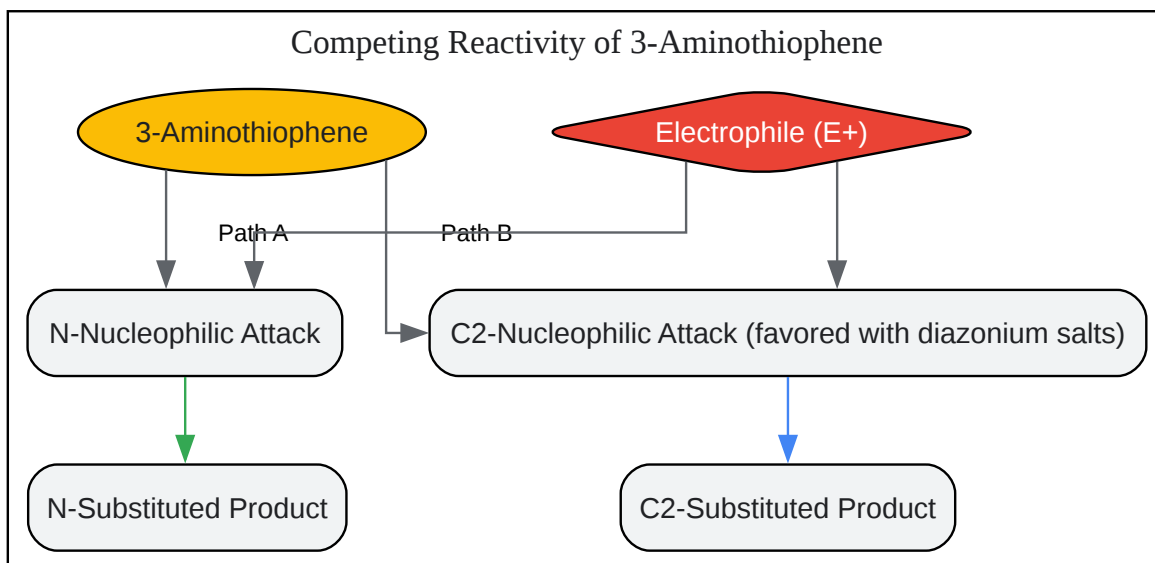 Competing Reactivity of 3-Aminothiophene
3-Aminothiophene
Electrophile (E+)
Path A
Path B
N-Nucleophilic Attack
C2-Nucleophilic Attack (favored with diazonium salts)
N-Substituted Product
C2-Substituted Product